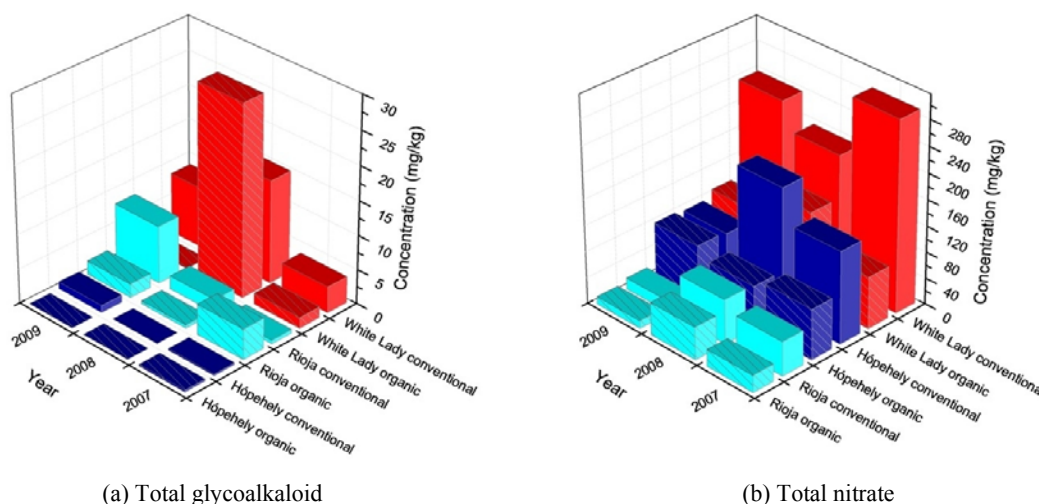 30
25
20
15
10
5
0
Concentration (mg/kg)
White Lady conventional
White Lady organic
Rioja conventional
Rioja organic
Hópehely conventional
Hópehely organic
2009
2008
2007
Year
(a) Total glycoalkaloid
280
240
200
160
120
80
40
0
Concentration (mg/kg)
White Lady conventional
White Lady organic
Hópehely conventional
Hópehely organic
Rioja conventional
Rioja organic
2009
2008
2007
Year
(b) Total nitrate